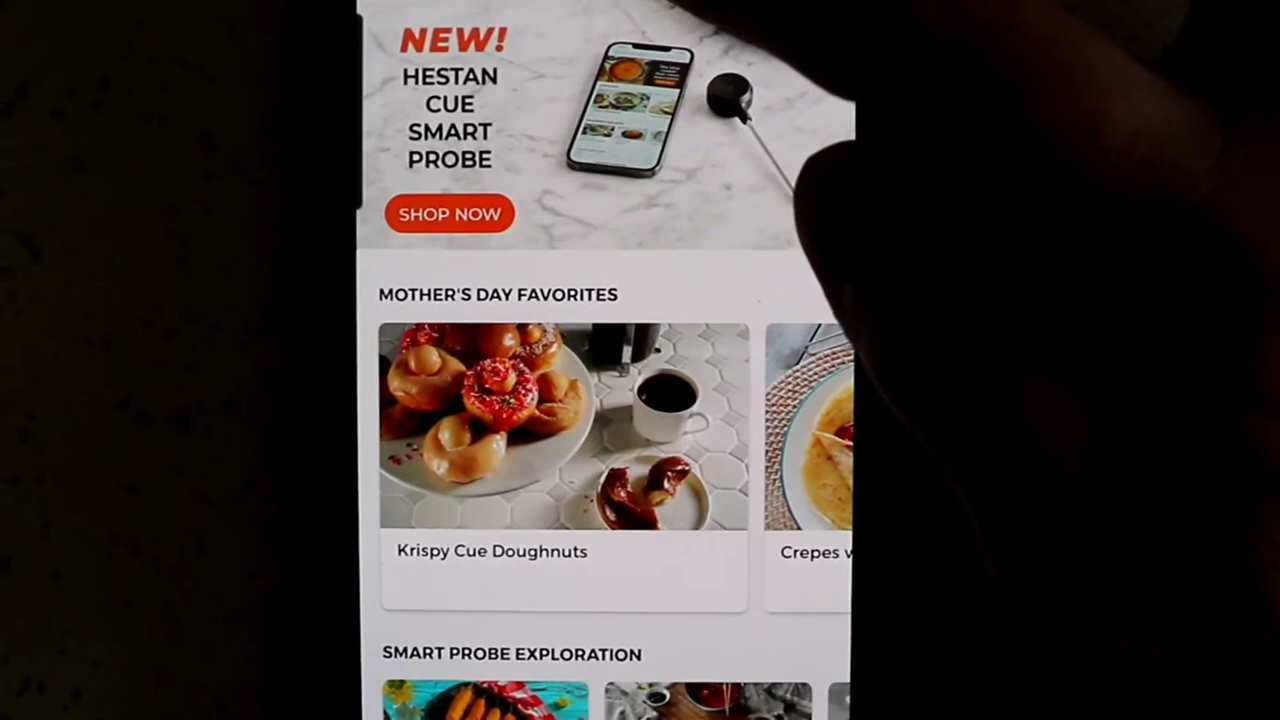 NEW!
HESTAN
CUE
SMART
PROBE
SHOP NOW
MOTHER'S DAY FAVORITES
Krispy Cue Doughnuts
Crepes
SMART PROBE EXPLORATION